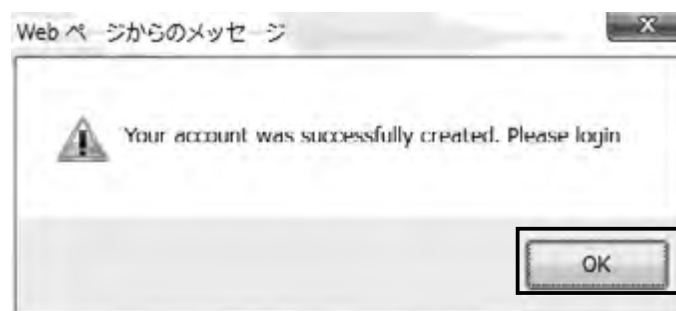 Web ページからのメッセージ
Your account was successfully created. Please login
OK